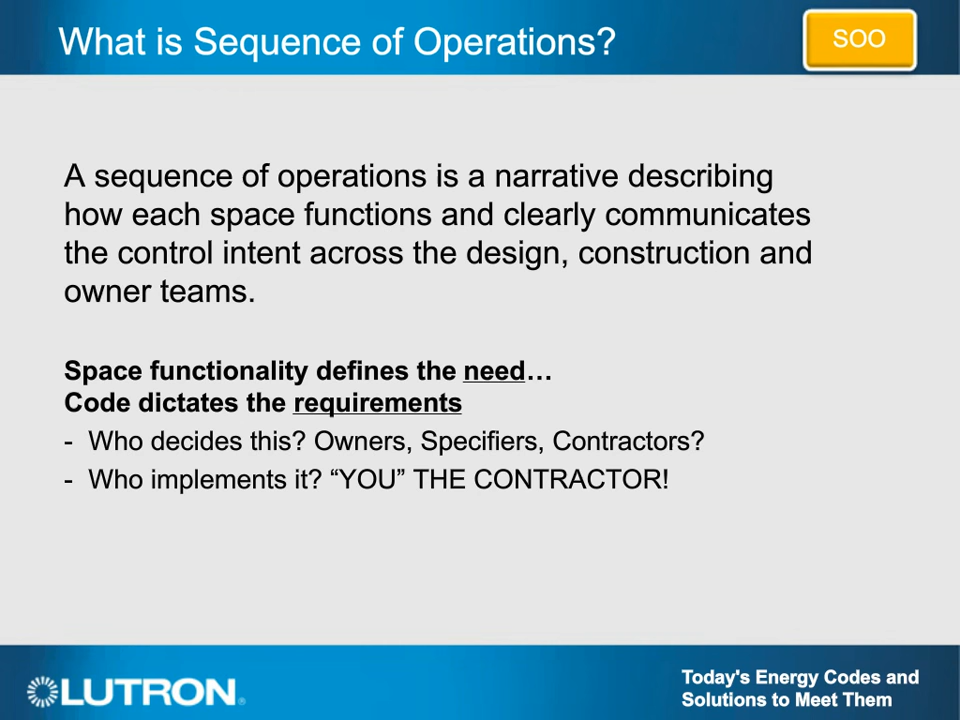 What is Sequence of Operations?
SOO
A sequence of operations is a narrative describing
how each space functions and clearly communicates
the control intent across the design, construction and
owner teams.
Space functionality defines the need…
Code dictates the requirements
- Who decides this? Owners, Specifiers, Contractors?
- Who implements it? “YOU” THE CONTRACTOR!
LUTRON®
Today's Energy Codes and
Solutions to Meet Them